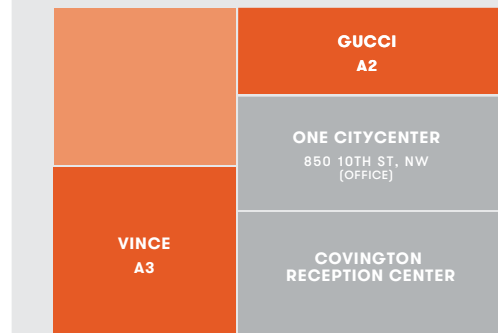 GUCCI
A2
ONE CITYCENTER
850 10TH ST, NW
(OFFICE)
VINCE
A3
COVINGTON
RECEPTION CENTER